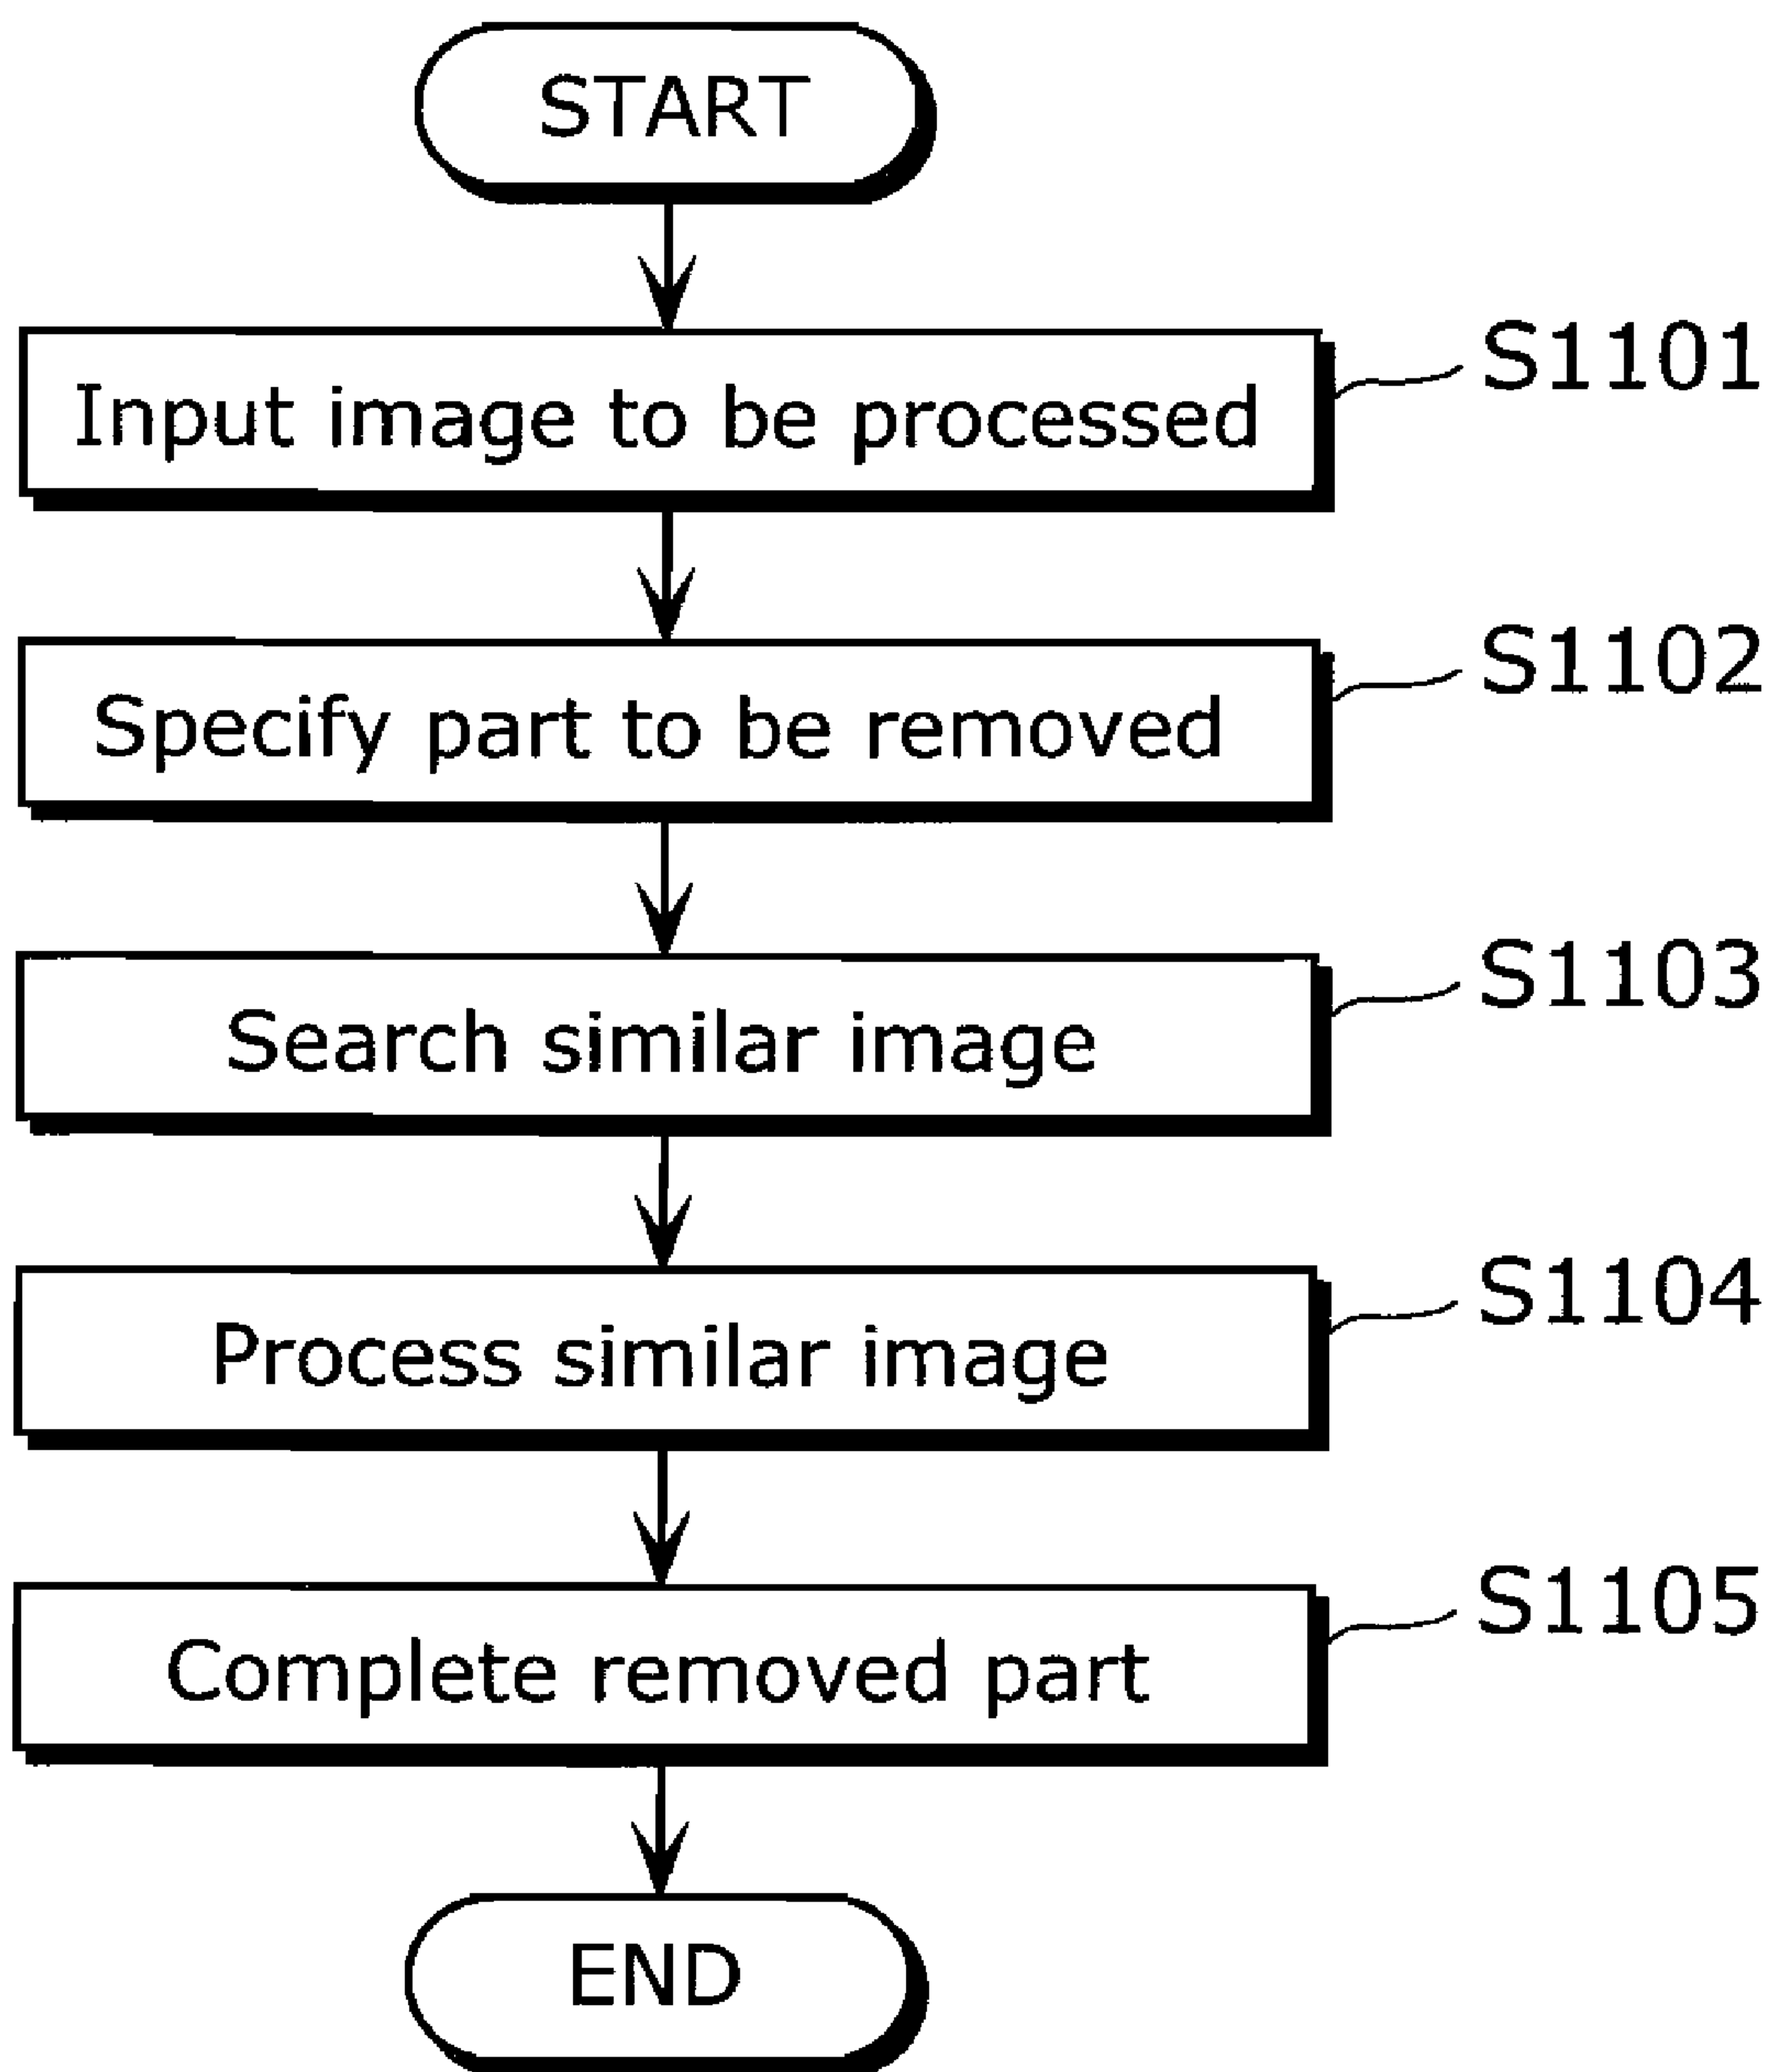 START
Input image to be processed
S1101
Specify part to be removed
S1102
Search similar image
S1103
Process similar image
S1104
Complete removed part
S1105
END